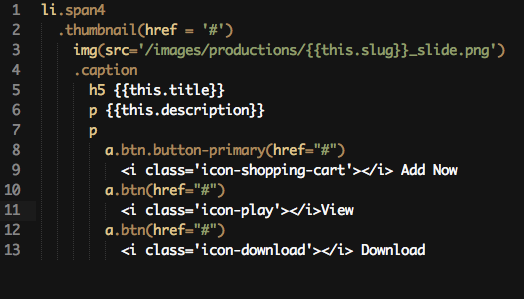 1 li.span4
2 .thumbnail(href = '#')
3 img(src='/images/productions/{{this.slug}}_slide.png')
4 .caption
5 h5 {{this.title}}
6 p {{this.description}}
7 p
8 a.btn.button-primary(href="#")
9 <i class='icon-shopping-cart'></i> Add Now
10 a.btn(href="#")
11 <i class='icon-play'></i>View
12 a.btn(href="#")
13 <i class='icon-download'></i> Download